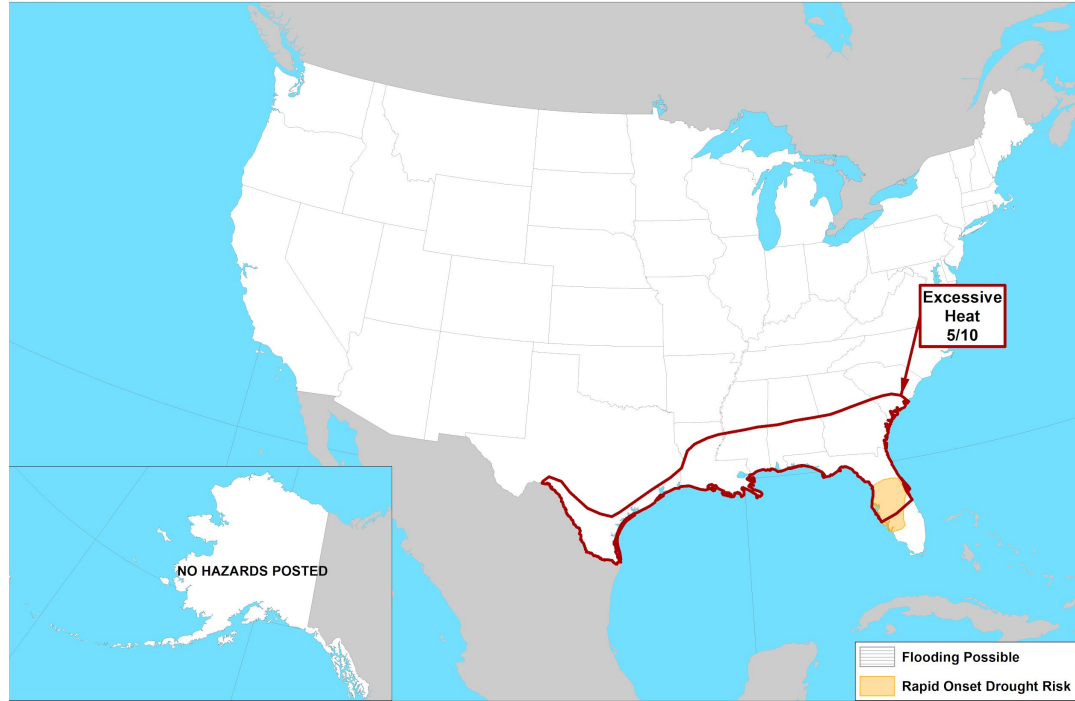 Excessive
Heat
5/10
NO HAZARDS POSTED
Flooding Possible
Rapid Onset Drought Risk